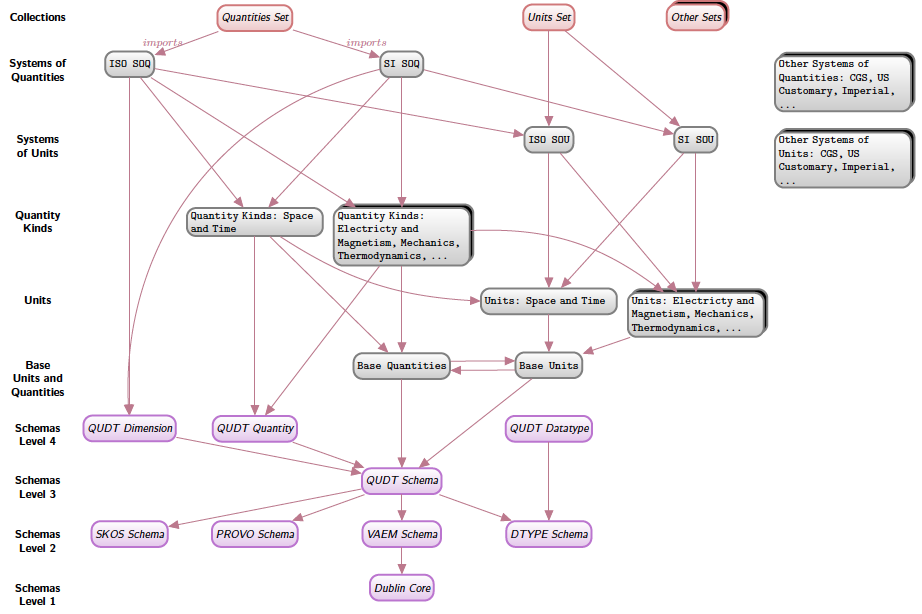 Collections
Quantities Set
Units Set
Other Sets
imports
imports
Systems of
Quantities
ISO SOQ
SI SOQ
Other Systems of
Quantities: CGS, US
Customary, Imperial,
...
Systems
of Units
ISO SOU
SI SOU
Other Systems of
Units: CGS, US
Customary, Imperial,
...
Quantity
Kinds
Quantity Kinds: Space
and Time
Quantity Kinds:
Electricty and
Magnetism, Mechanics,
Thermodynamics, ...
Units
Units: Space and Time
Units: Electricty and
Magnetism, Mechanics,
Thermodynamics, ...
Base
Units and
Quantities
Base Quantities
Base Units
Schemas
Level 4
QUDT Dimension
QUDT Quantity
QUDT Datatype
Schemas
Level 3
QUDT Schema
Schemas
Level 2
SKOS Schema
PROVO Schema
VAEM Schema
DTYPE Schema
Schemas
Level 1
Dublin Core